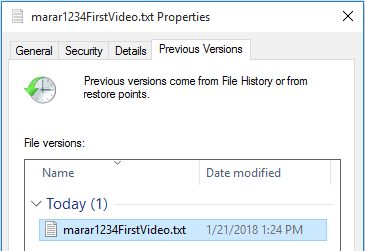 marar1234FirstVideo.txt Properties
General Security Details Previous Versions
Previous versions come from File History or from
restore points.
File versions:
Name Date modified
Today (1)
marar1234FirstVideo.txt 1/21/2018 1:24 PM